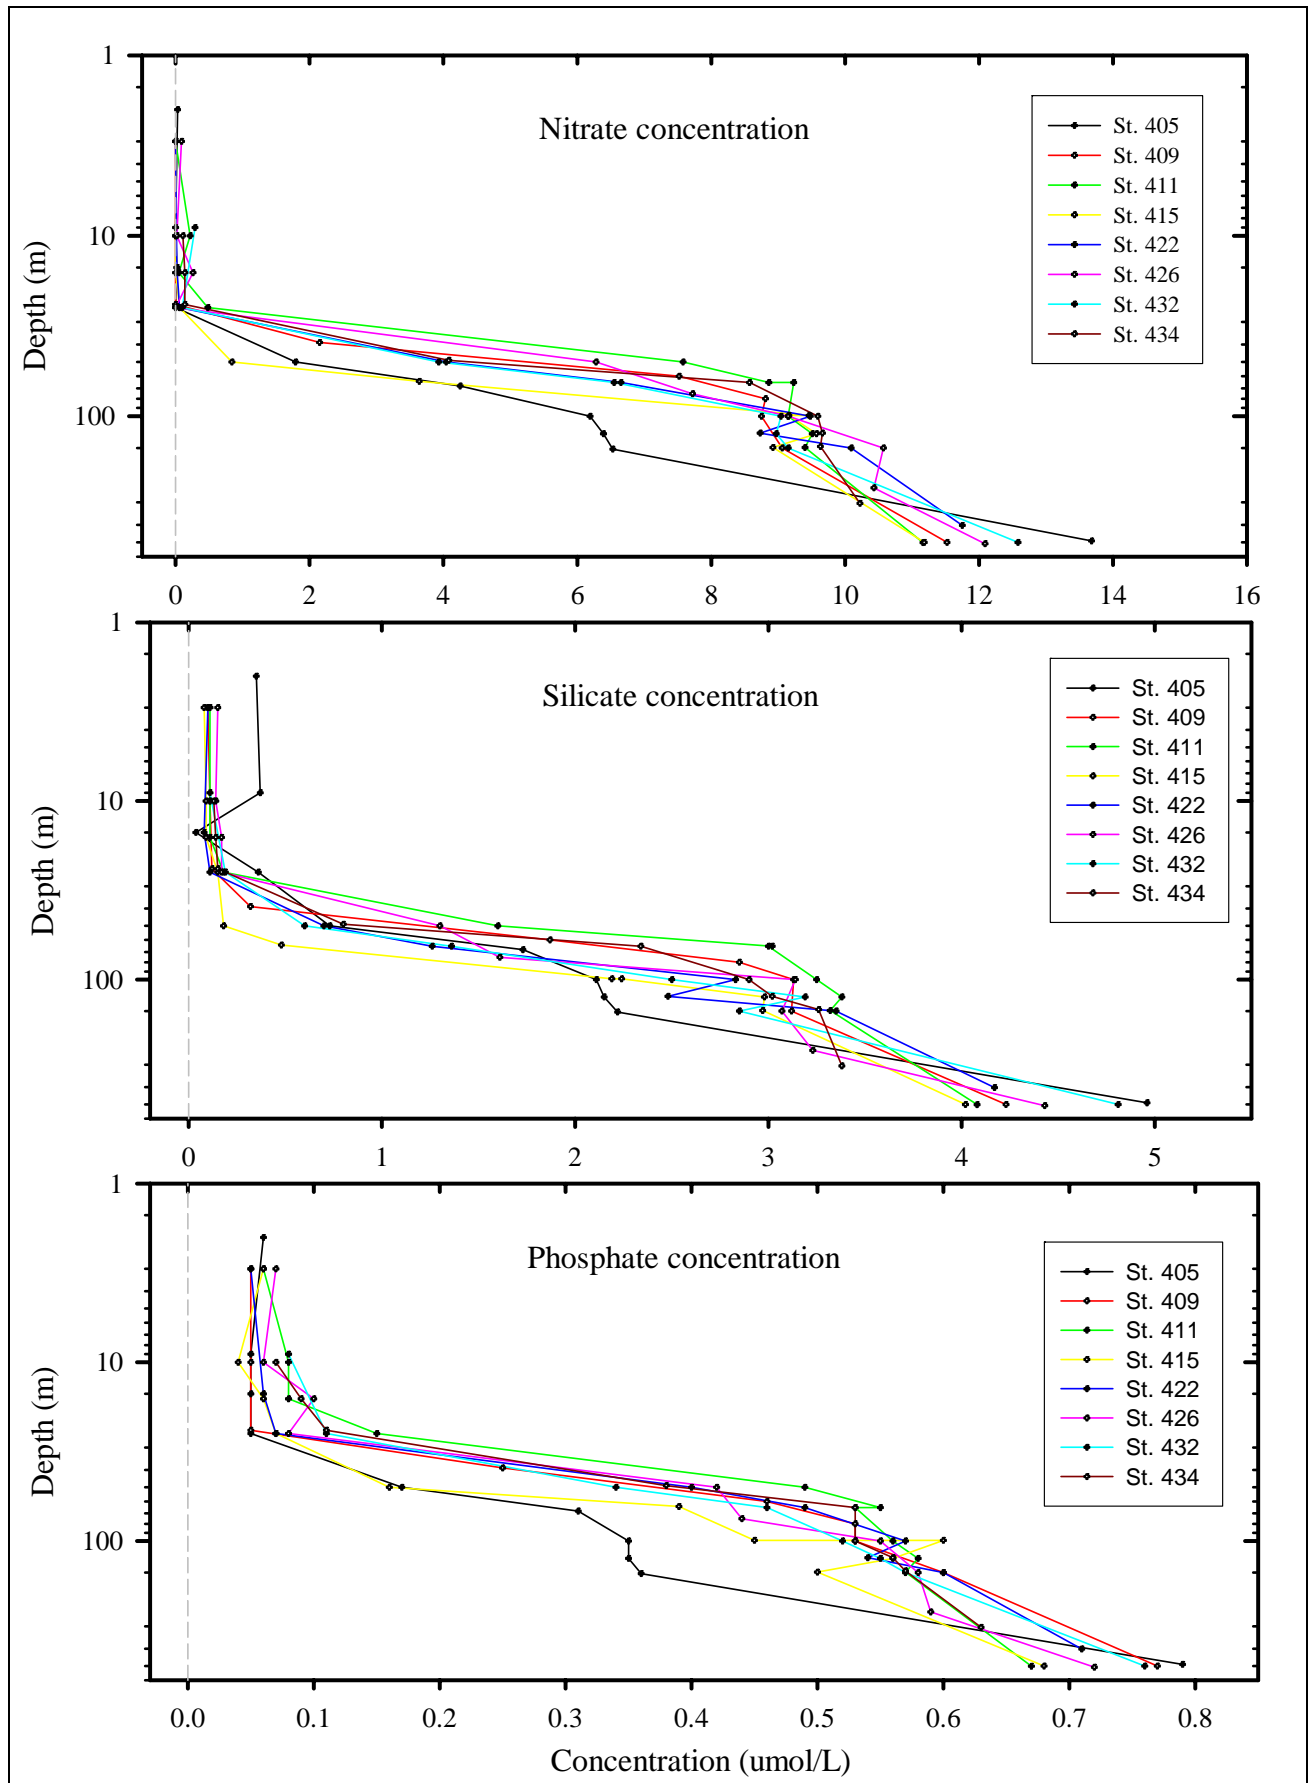 1
Nitrate concentration
St. 405
St. 409
St. 411
St. 415
St. 422
St. 426
St. 432
St. 434
10
100
Depth (m)
0 2 4 6 8 10 12 14 16
1
Silicate concentration
St. 405
St. 409
St. 411
St. 415
St. 422
St. 426
St. 432
St. 434
10
100
Depth (m)
0 1 2 3 4 5
1
Phosphate concentration
St. 405
St. 409
St. 411
St. 415
St. 422
St. 426
St. 432
St. 434
10
100
Depth (m)
0.0 0.1 0.2 0.3 0.4 0.5 0.6 0.7 0.8
Concentration (umol/L)